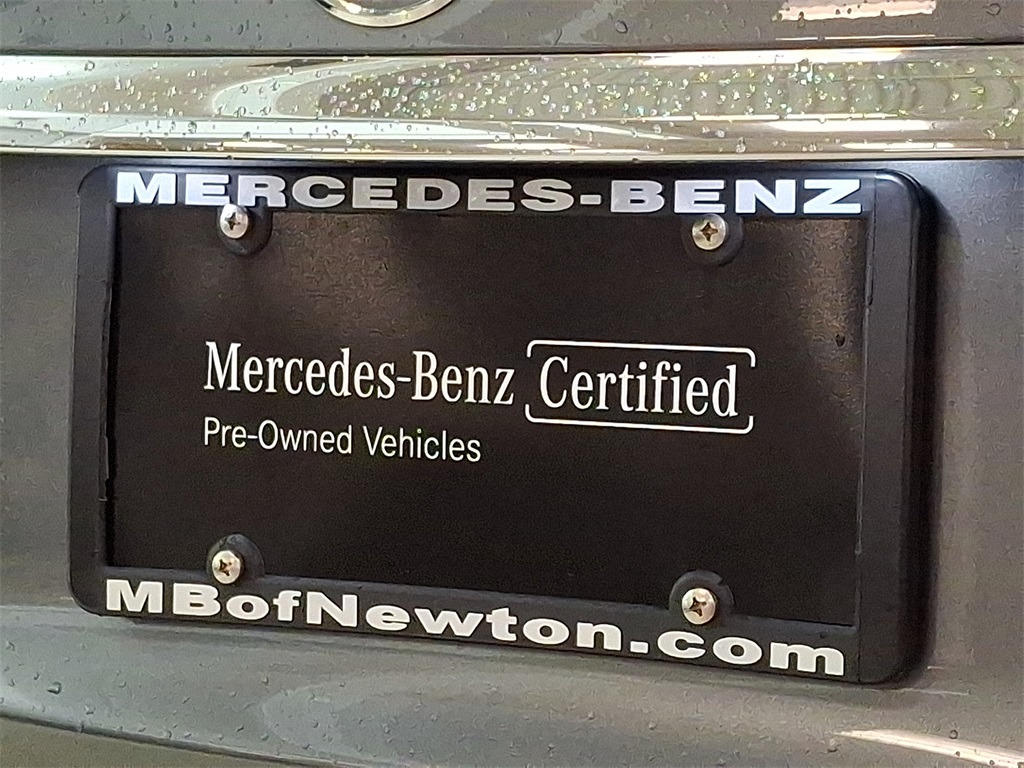 MERCEDES-BENZ
Mercedes-Benz Certified
Pre-Owned Vehicles
MBofNewton.com